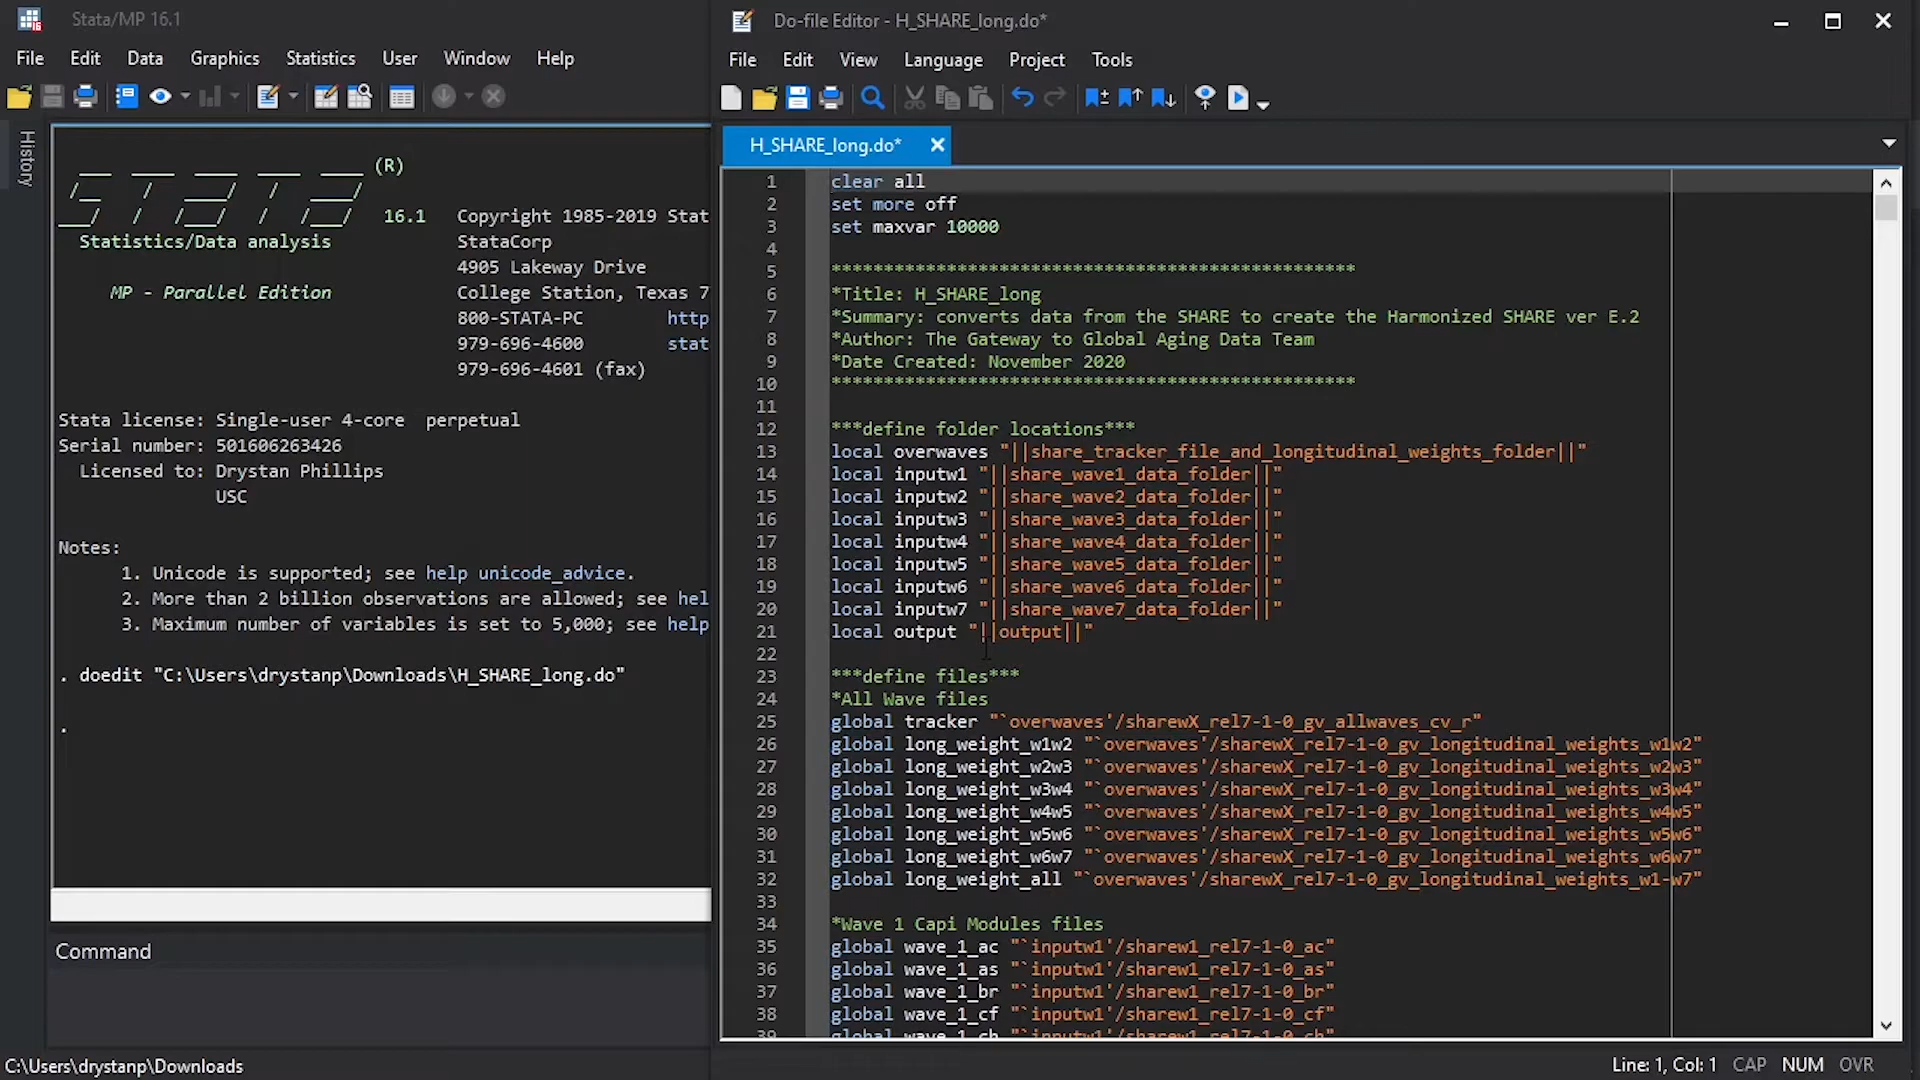 Stata/MP 16.1
File Edit Data Graphics Statistics User Window Help
History
STATA (R)
16.1 Copyright 1985-2019 Stat
Statistics/Data analysis StataCorp
4905 Lakeway Drive
MP - Parallel Edition College Station, Texas 7
800-STATA-PC http
979-696-4600 stat
979-696-4601 (fax)
Stata license: Single-user 4-core perpetual
Serial number: 501606263426
Licensed to: Drystan Phillips
USC
Notes:
1. Unicode is supported; see help unicode_advice.
2. More than 2 billion observations are allowed; see hel
3. Maximum number of variables is set to 5,000; see help
. doedit "C:\Users\drystanp\Downloads\H_SHARE_long.do"
.
Command
C:\Users\drystanp\Downloads
Do-file Editor - H_SHARE_long.do*
File Edit View Language Project Tools
H_SHARE_long.do*
1 clear all
2 set more off
3 set maxvar 10000
4
5 **************************************************
6 *Title: H_SHARE_long
7 *Summary: converts data from the SHARE to create the Harmonized SHARE ver E.2
8 *Author: The Gateway to Global Aging Data Team
9 *Date Created: November 2020
10 **************************************************
11
12 ***define folder locations***
13 local overwaves "||share_tracker_file_and_longitudinal_weights_folder||"
14 local inputw1 "||share_wave1_data_folder||"
15 local inputw2 "||share_wave2_data_folder||"
16 local inputw3 "||share_wave3_data_folder||"
17 local inputw4 "||share_wave4_data_folder||"
18 local inputw5 "||share_wave5_data_folder||"
19 local inputw6 "||share_wave6_data_folder||"
20 local inputw7 "||share_wave7_data_folder||"
21 local output "||output||"
22
23 ***define files***
24 *All Wave files
25 global tracker "`overwaves'/sharewX_rel7-1-0_gv_allwaves_cv_r"
26 global long_weight_w1w2 "`overwaves'/sharewX_rel7-1-0_gv_longitudinal_weights_w1w2"
27 global long_weight_w2w3 "`overwaves'/sharewX_rel7-1-0_gv_longitudinal_weights_w2w3"
28 global long_weight_w3w4 "`overwaves'/sharewX_rel7-1-0_gv_longitudinal_weights_w3w4"
29 global long_weight_w4w5 "`overwaves'/sharewX_rel7-1-0_gv_longitudinal_weights_w4w5"
30 global long_weight_w5w6 "`overwaves'/sharewX_rel7-1-0_gv_longitudinal_weights_w5w6"
31 global long_weight_w6w7 "`overwaves'/sharewX_rel7-1-0_gv_longitudinal_weights_w6w7"
32 global long_weight_all "`overwaves'/sharewX_rel7-1-0_gv_longitudinal_weights_w1-w7"
33
34 *Wave 1 Capi Modules files
35 global wave_1_ac "`inputw1'/sharew1_rel7-1-0_ac"
36 global wave_1_as "`inputw1'/sharew1_rel7-1-0_as"
37 global wave_1_br "`inputw1'/sharew1_rel7-1-0_br"
38 global wave_1_cf "`inputw1'/sharew1_rel7-1-0_cf"
39 global wave_1_ch "`inputw1'/sharew1_rel7-1-0_ch"
Line: 1, Col: 1 CAP NUM OVR